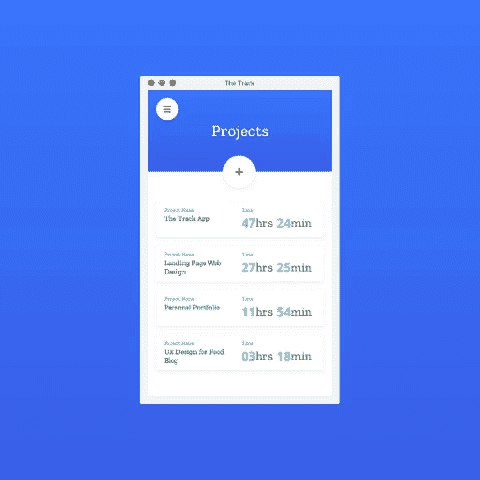 The Track
Projects
+
Project Name
Time
The Track App
47hrs 24min
Project Name
Time
Landing Page Web
Design
27hrs 25min
Project Name
Time
Personal Portfolio
11hrs 54min
Project Name
Time
UX Design for Food
Blog
03hrs 18min